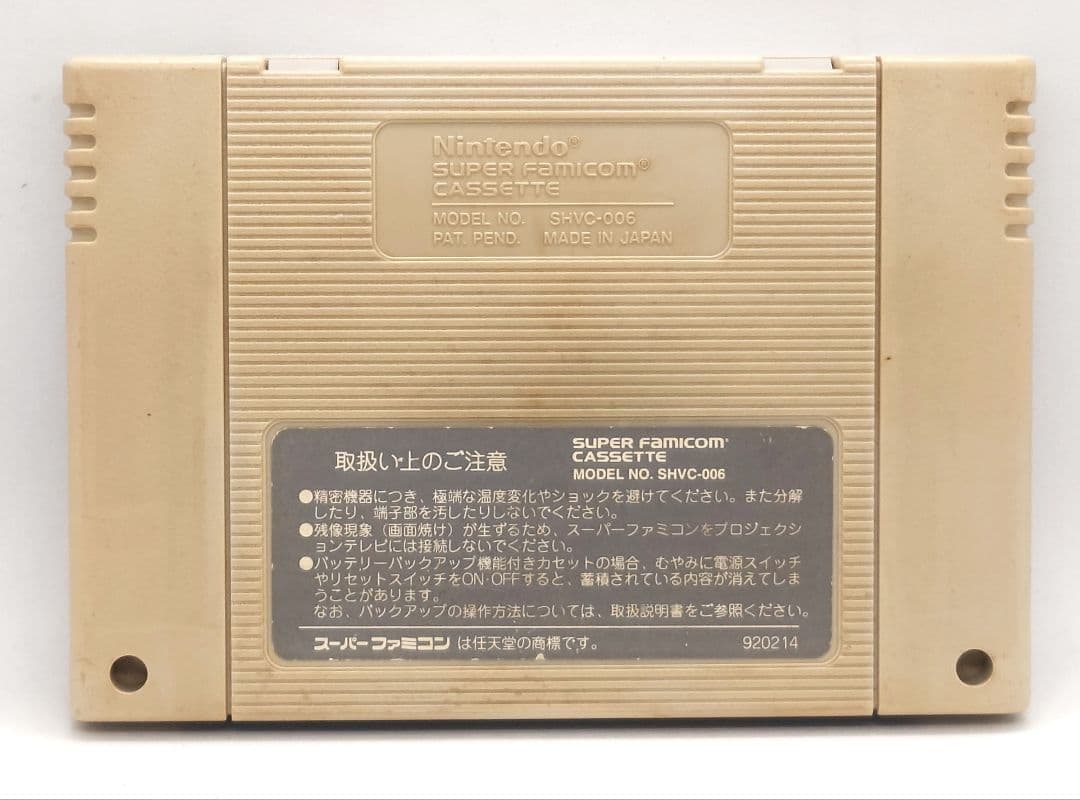 Nintendo®
SUPER FAMICOM®
CASSETTE
MODEL NO. SHVC-006
PAT. PEND. MADE IN JAPAN
取扱い上のご注意
SUPER FAMICOM
CASSETTE
MODEL NO. SHVC-006
●精密機器につき、極端な温度変化やショックを避けてください。また分解
したり、端子部を汚したりしないでください。
●残像現象（画面焼け）が生ずるため、スーパーファミコンをプロジェクシ
ョンテレビには接続しないでください。
●バッテリーバックアップ機能付きカセットの場合、むやみに電源スイッチ
やリセットスイッチをON·OFFすると、蓄積されている内容が消えてしま
うことがあります。
なお、バックアップの操作方法については、取扱説明書をご参照ください。
スーパーファミコンは任天堂の商標です。 920214